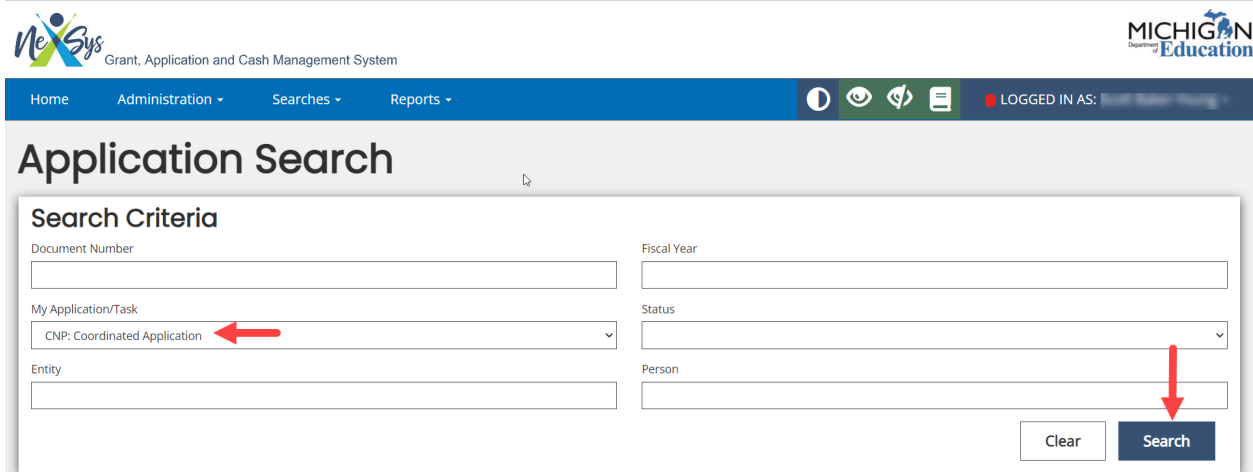 NexSys
Grant, Application and Cash Management System
MICHIGAN
Department of Education
Home Administration Searches Reports LOGGED IN AS:
Application Search
Search Criteria
Document Number Fiscal Year
My Application/Task Status
CNP: Coordinated Application
Entity Person
Clear Search